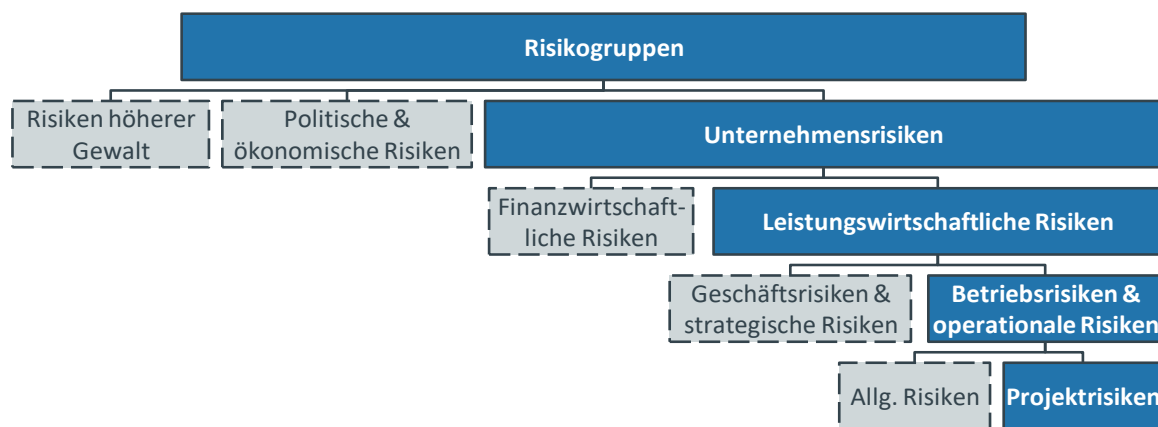 Risikogruppen
Risiken höherer
Gewalt
Politische &
ökonomische Risiken
Unternehmensrisiken
Finanzwirtschaft-
liche Risiken
Leistungswirtschaftliche Risiken
Geschäftsrisiken &
strategische Risiken
Betriebsrisiken &
operationale Risiken
Allg. Risiken
Projektrisiken